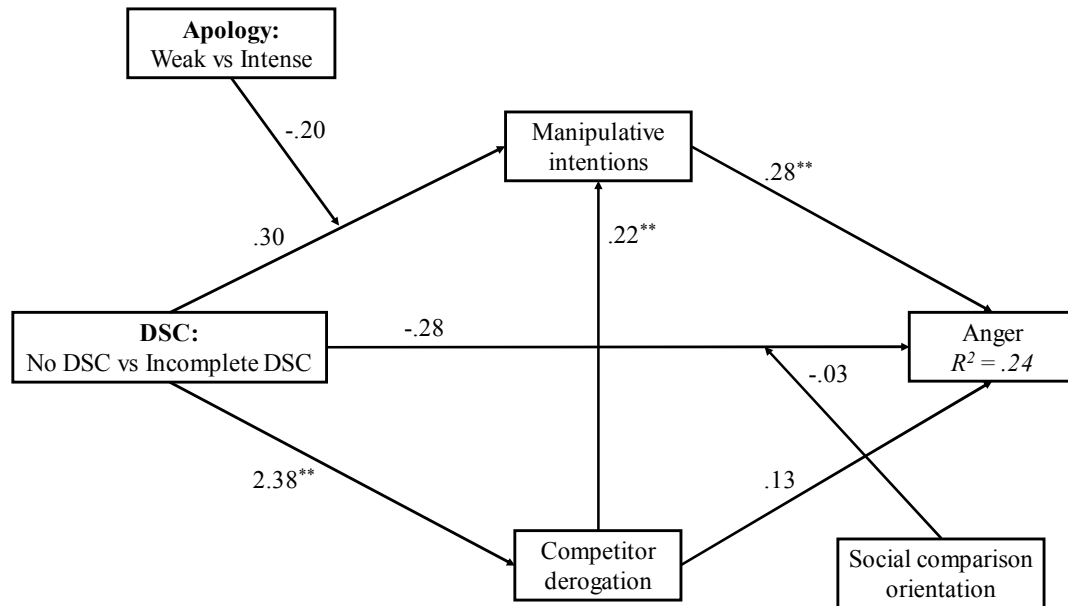 Apology:
Weak vs Intense
-.20
Manipulative
intentions
.28**
.30
.22**
DSC:
No DSC vs Incomplete DSC
-.28
Anger
R² = .24
-.03
2.38**
.13
Competitor
derogation
Social comparison
orientation